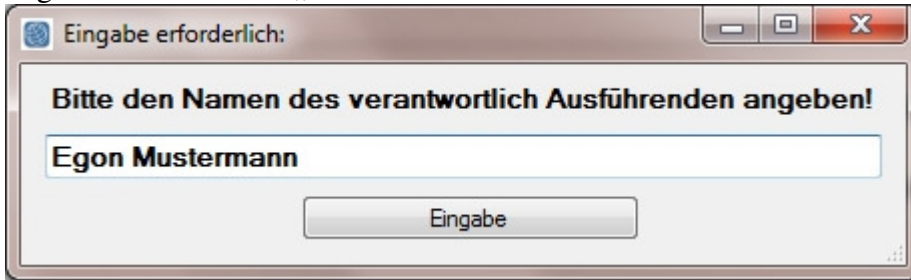 Eingabe erforderlich:
Bitte den Namen des verantwortlich Ausführenden angeben!
Egon Mustermann
Eingabe